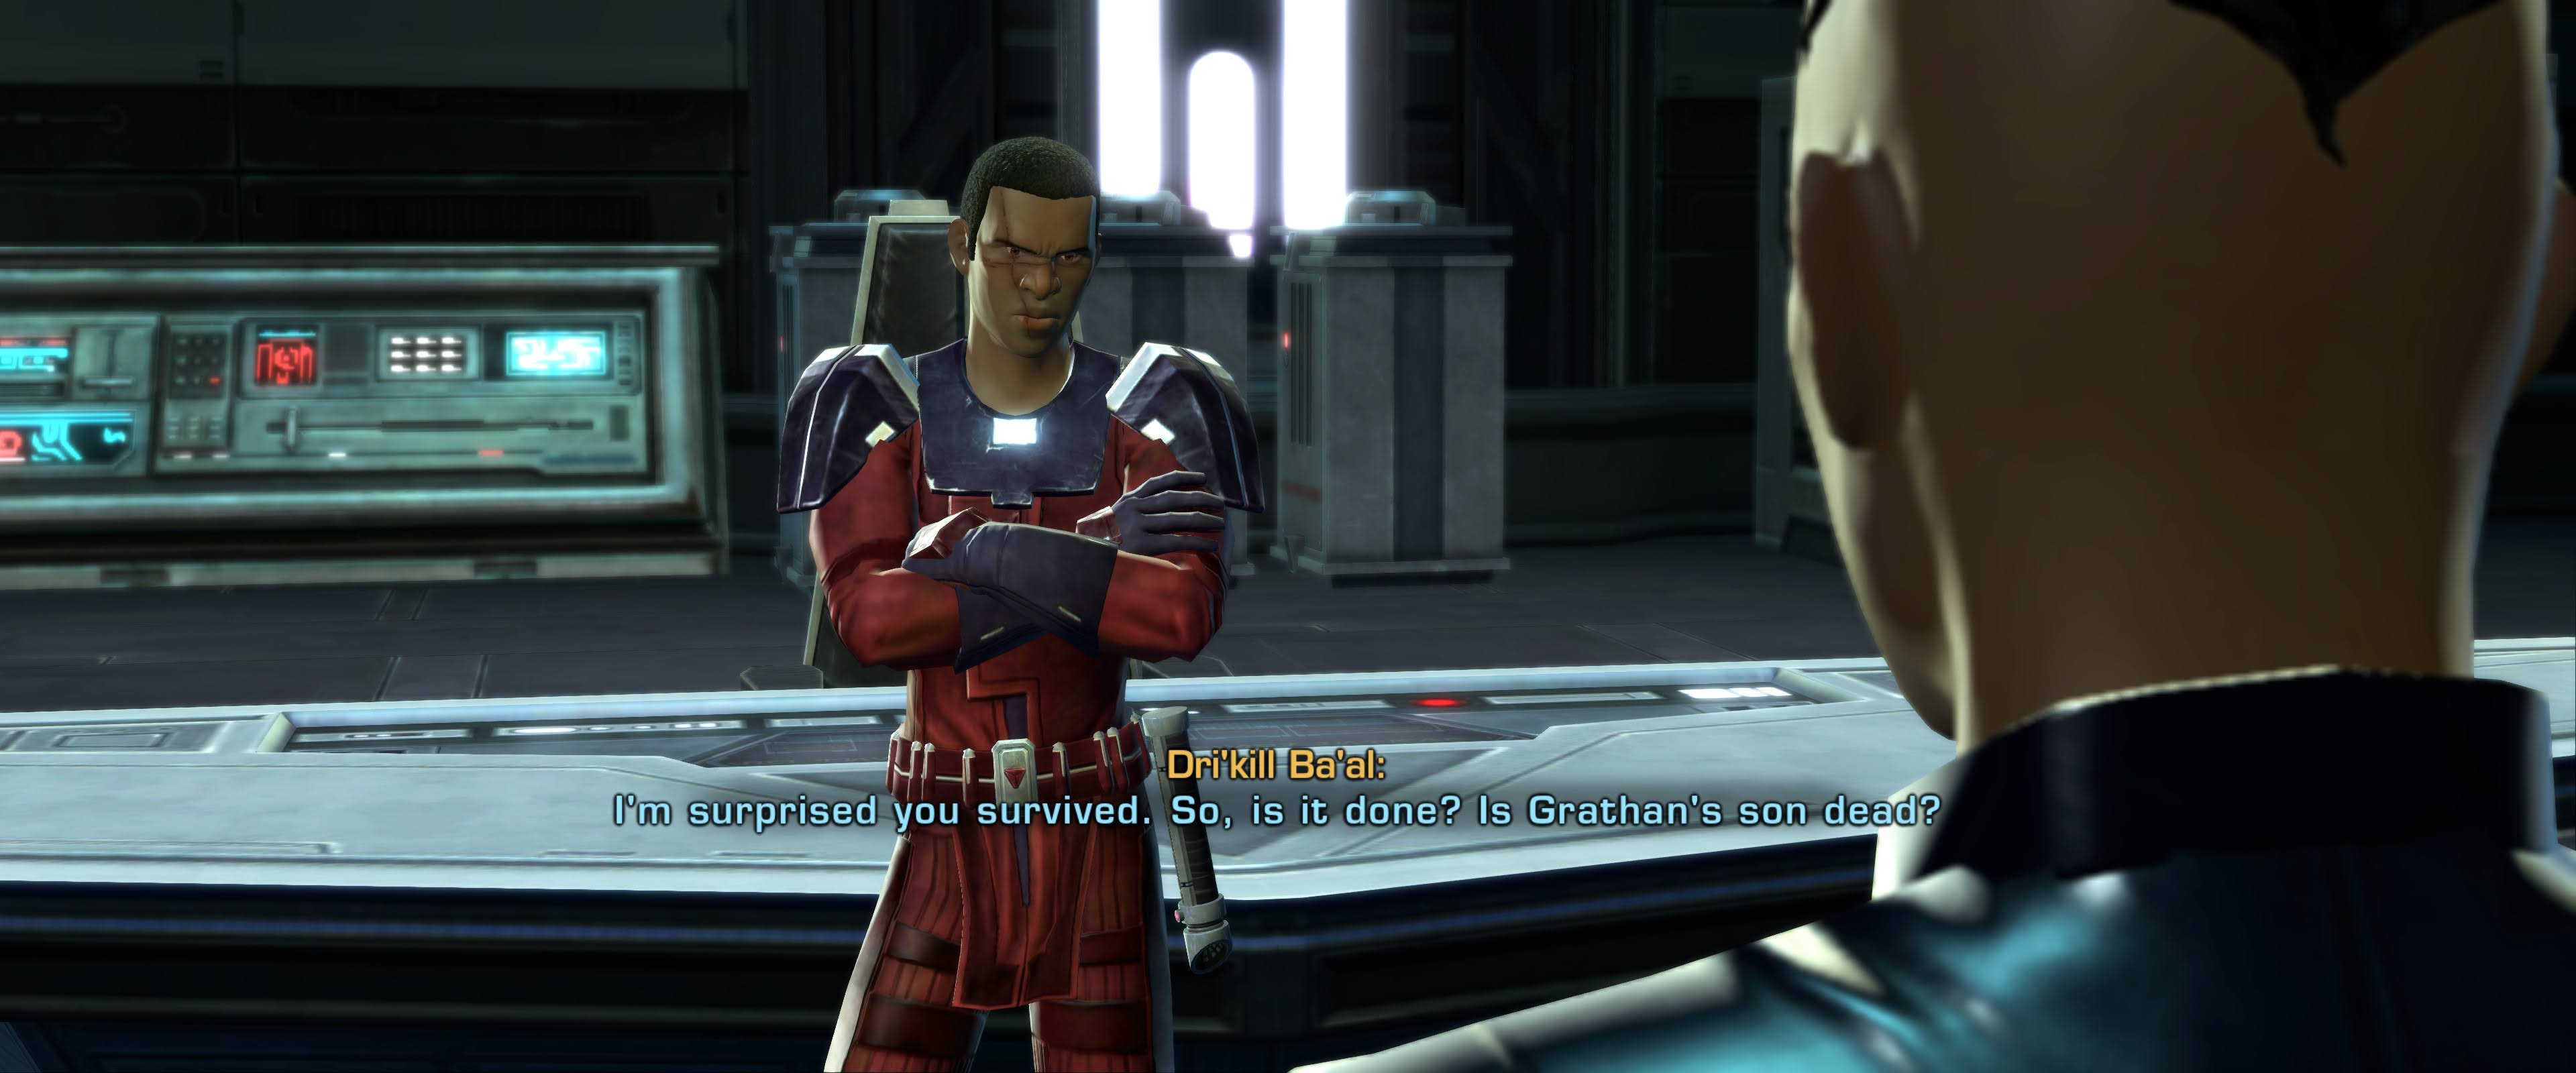 Dri'kill Ba'al:
I'm surprised you survived. So, is it done? Is Grathan's son dead?